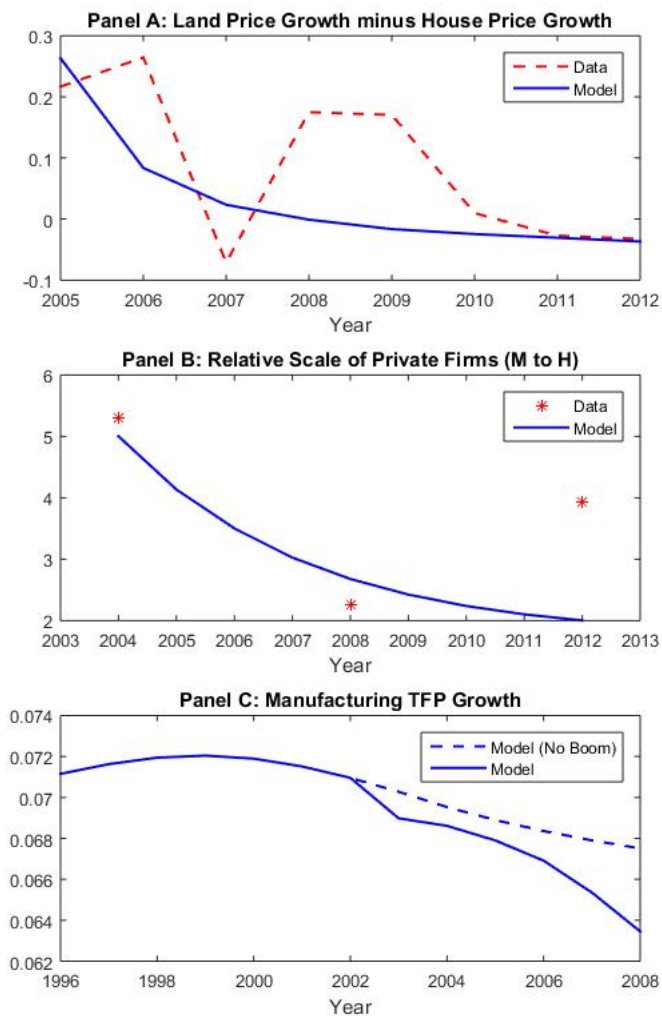 Panel A: Land Price Growth minus House Price Growth
0.3
0.2
0.1
0
-0.1
Data
Model
2005 2006 2007 2008 2009 2010 2011 2012
Year
Panel B: Relative Scale of Private Firms (M to H)
6
5
4
3
2
Data
Model
2003 2004 2005 2006 2007 2008 2009 2010 2011 2012 2013
Year
Panel C: Manufacturing TFP Growth
0.074
0.072
0.07
0.068
0.066
0.064
0.062
Model (No Boom)
Model
1996 1998 2000 2002 2004 2006 2008
Year